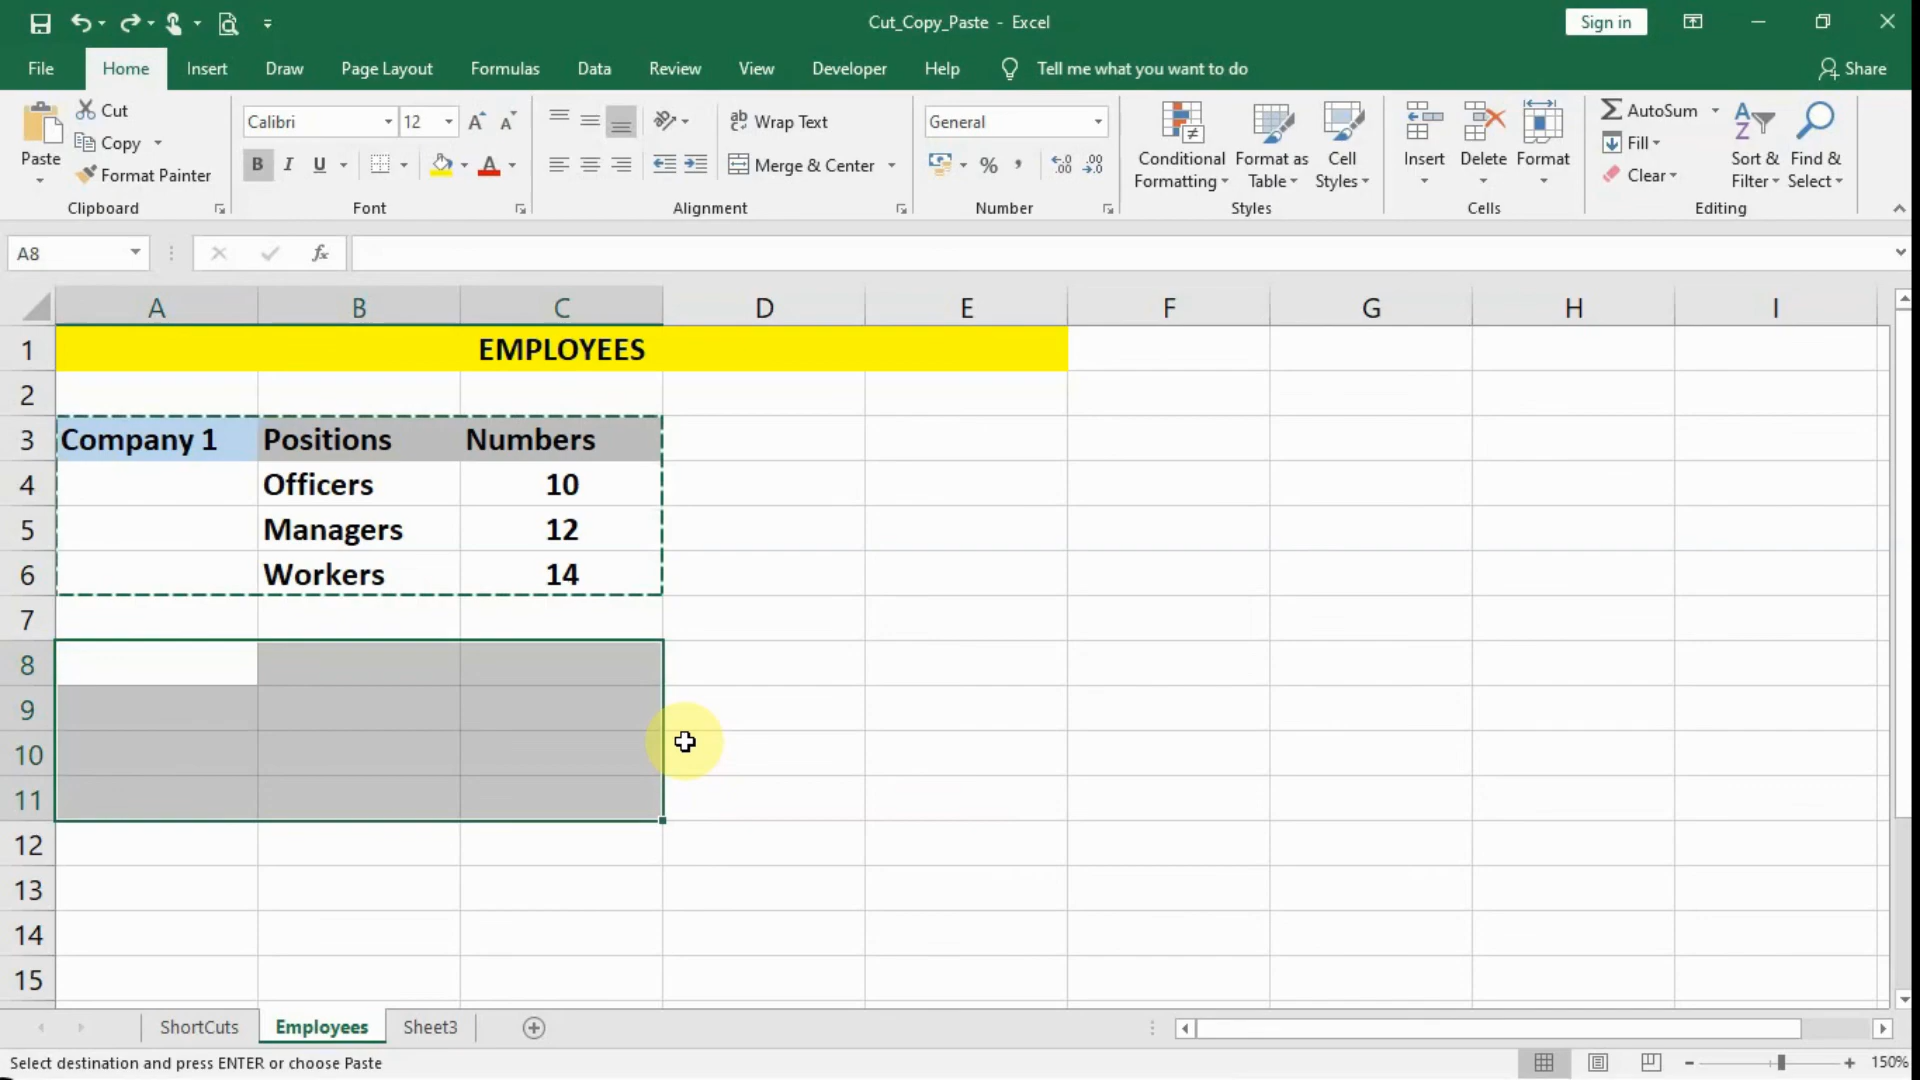 Cut_Copy_Paste - Excel
Sign in
File Home Insert Draw Page Layout Formulas Data Review View Developer Help Tell me what you want to do Share
Paste
Cut
Copy
Format Painter
Clipboard
Calibri 12
B I U A
Font
ab Wrap Text
Merge & Center
Alignment
General
% ,
Number
Conditional Formatting
Format as Table
Cell Styles
Styles
Insert Delete Format
Cells
AutoSum
Fill
Clear
Sort & Filter
Find & Select
Editing
A8 fx
A B C D E F G H I
1 EMPLOYEES
2
3 Company 1 Positions Numbers
4 Officers 10
5 Managers 12
6 Workers 14
7
8
9
10
11
12
13
14
15
ShortCuts Employees Sheet3
Select destination and press ENTER or choose Paste
150%